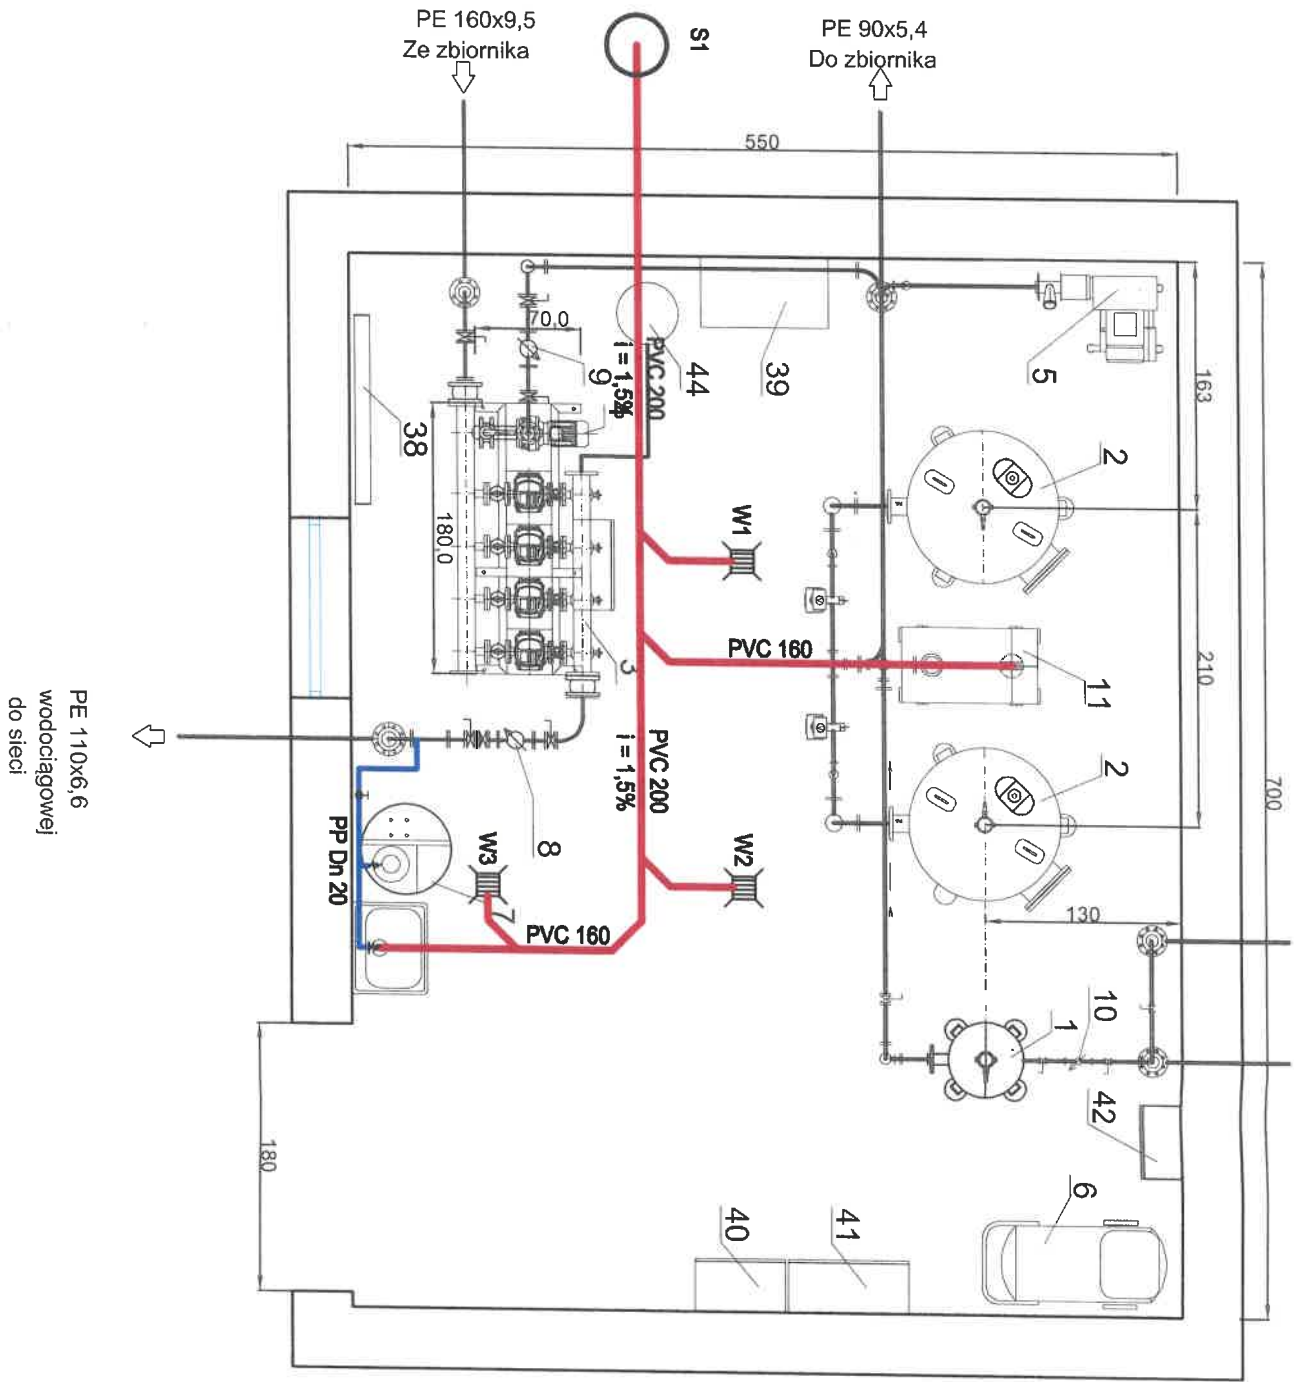 PE 160x9,5
Ze zbiornika
S1
PE 90x5,4
Do zbiornika
550
70,0
9
PVC 200
i = 1,5%
44
39
5
163
38
180,0
2
W1
3
PVC 160
11
210
PE 110x6,6
wodociągowej
do sieci
PVC 200
i = 1,5%
2
700
8
PP Dn 20
W3
W2
7
PVC 160
130
10
1
42
180
6
40
41